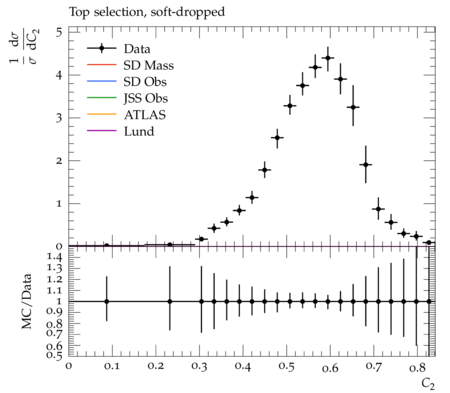 Top selection, soft-dropped
1/σ dσ/dC₂
Data
SD Mass
SD Obs
JSS Obs
ATLAS
Lund
5
4
3
2
1
0
MC/Data
1.4
1.3
1.2
1.1
1
0.9
0.8
0.7
0.6
0.5
0 0.1 0.2 0.3 0.4 0.5 0.6 0.7 0.8
C₂